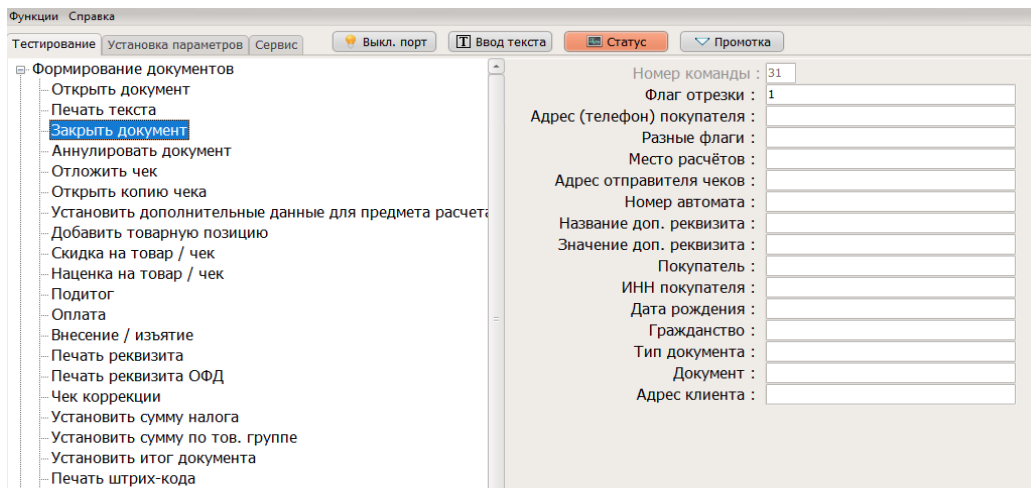 Функции Справка
Тестирование Установка параметров Сервис Выкл. порт Ввод текста Статус Промотка
Формирование документов
Открыть документ
Печать текста
Закрыть документ
Аннулировать документ
Отложить чек
Открыть копию чека
Установить дополнительные данные для предмета расчета
Добавить товарную позицию
Скидка на товар / чек
Наценка на товар / чек
Подитог
Оплата
Внесение / изъятие
Печать реквизита
Печать реквизита ОФД
Чек коррекции
Установить сумму налога
Установить сумму по тов. группе
Установить итог документа
Печать штрих-кода
Номер команды : 31
Флаг отрезки : 1
Адрес (телефон) покупателя :
Разные флаги :
Место расчётов :
Адрес отправителя чеков :
Номер автомата :
Название доп. реквизита :
Значение доп. реквизита :
Покупатель :
ИНН покупателя :
Дата рождения :
Гражданство :
Тип документа :
Документ :
Адрес клиента :